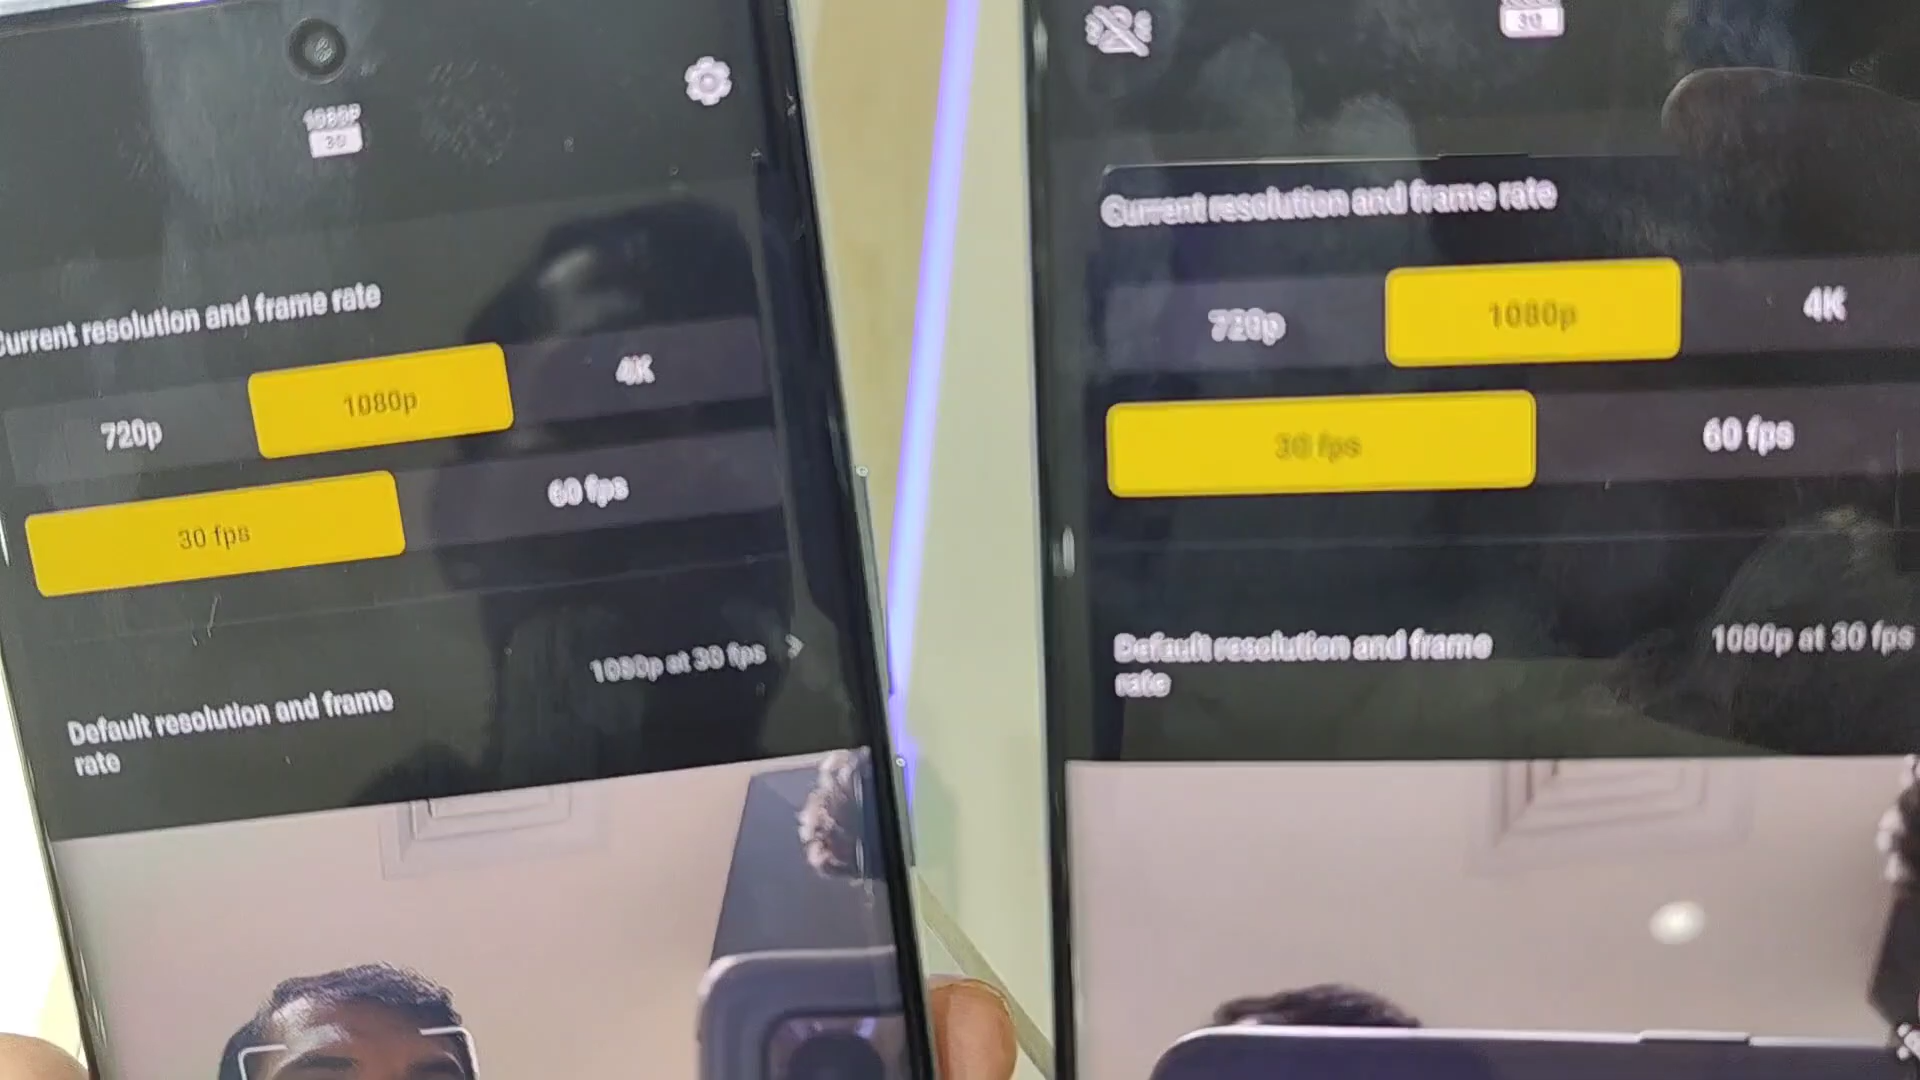 1080P
30
Current resolution and frame rate
720p
1080p
4K
30 fps
60 fps
1080p at 30 fps
Default resolution and frame
rate
30
Current resolution and frame rate
720p
1080p
4K
30 fps
60 fps
Default resolution and frame
rate
1080p at 30 fps